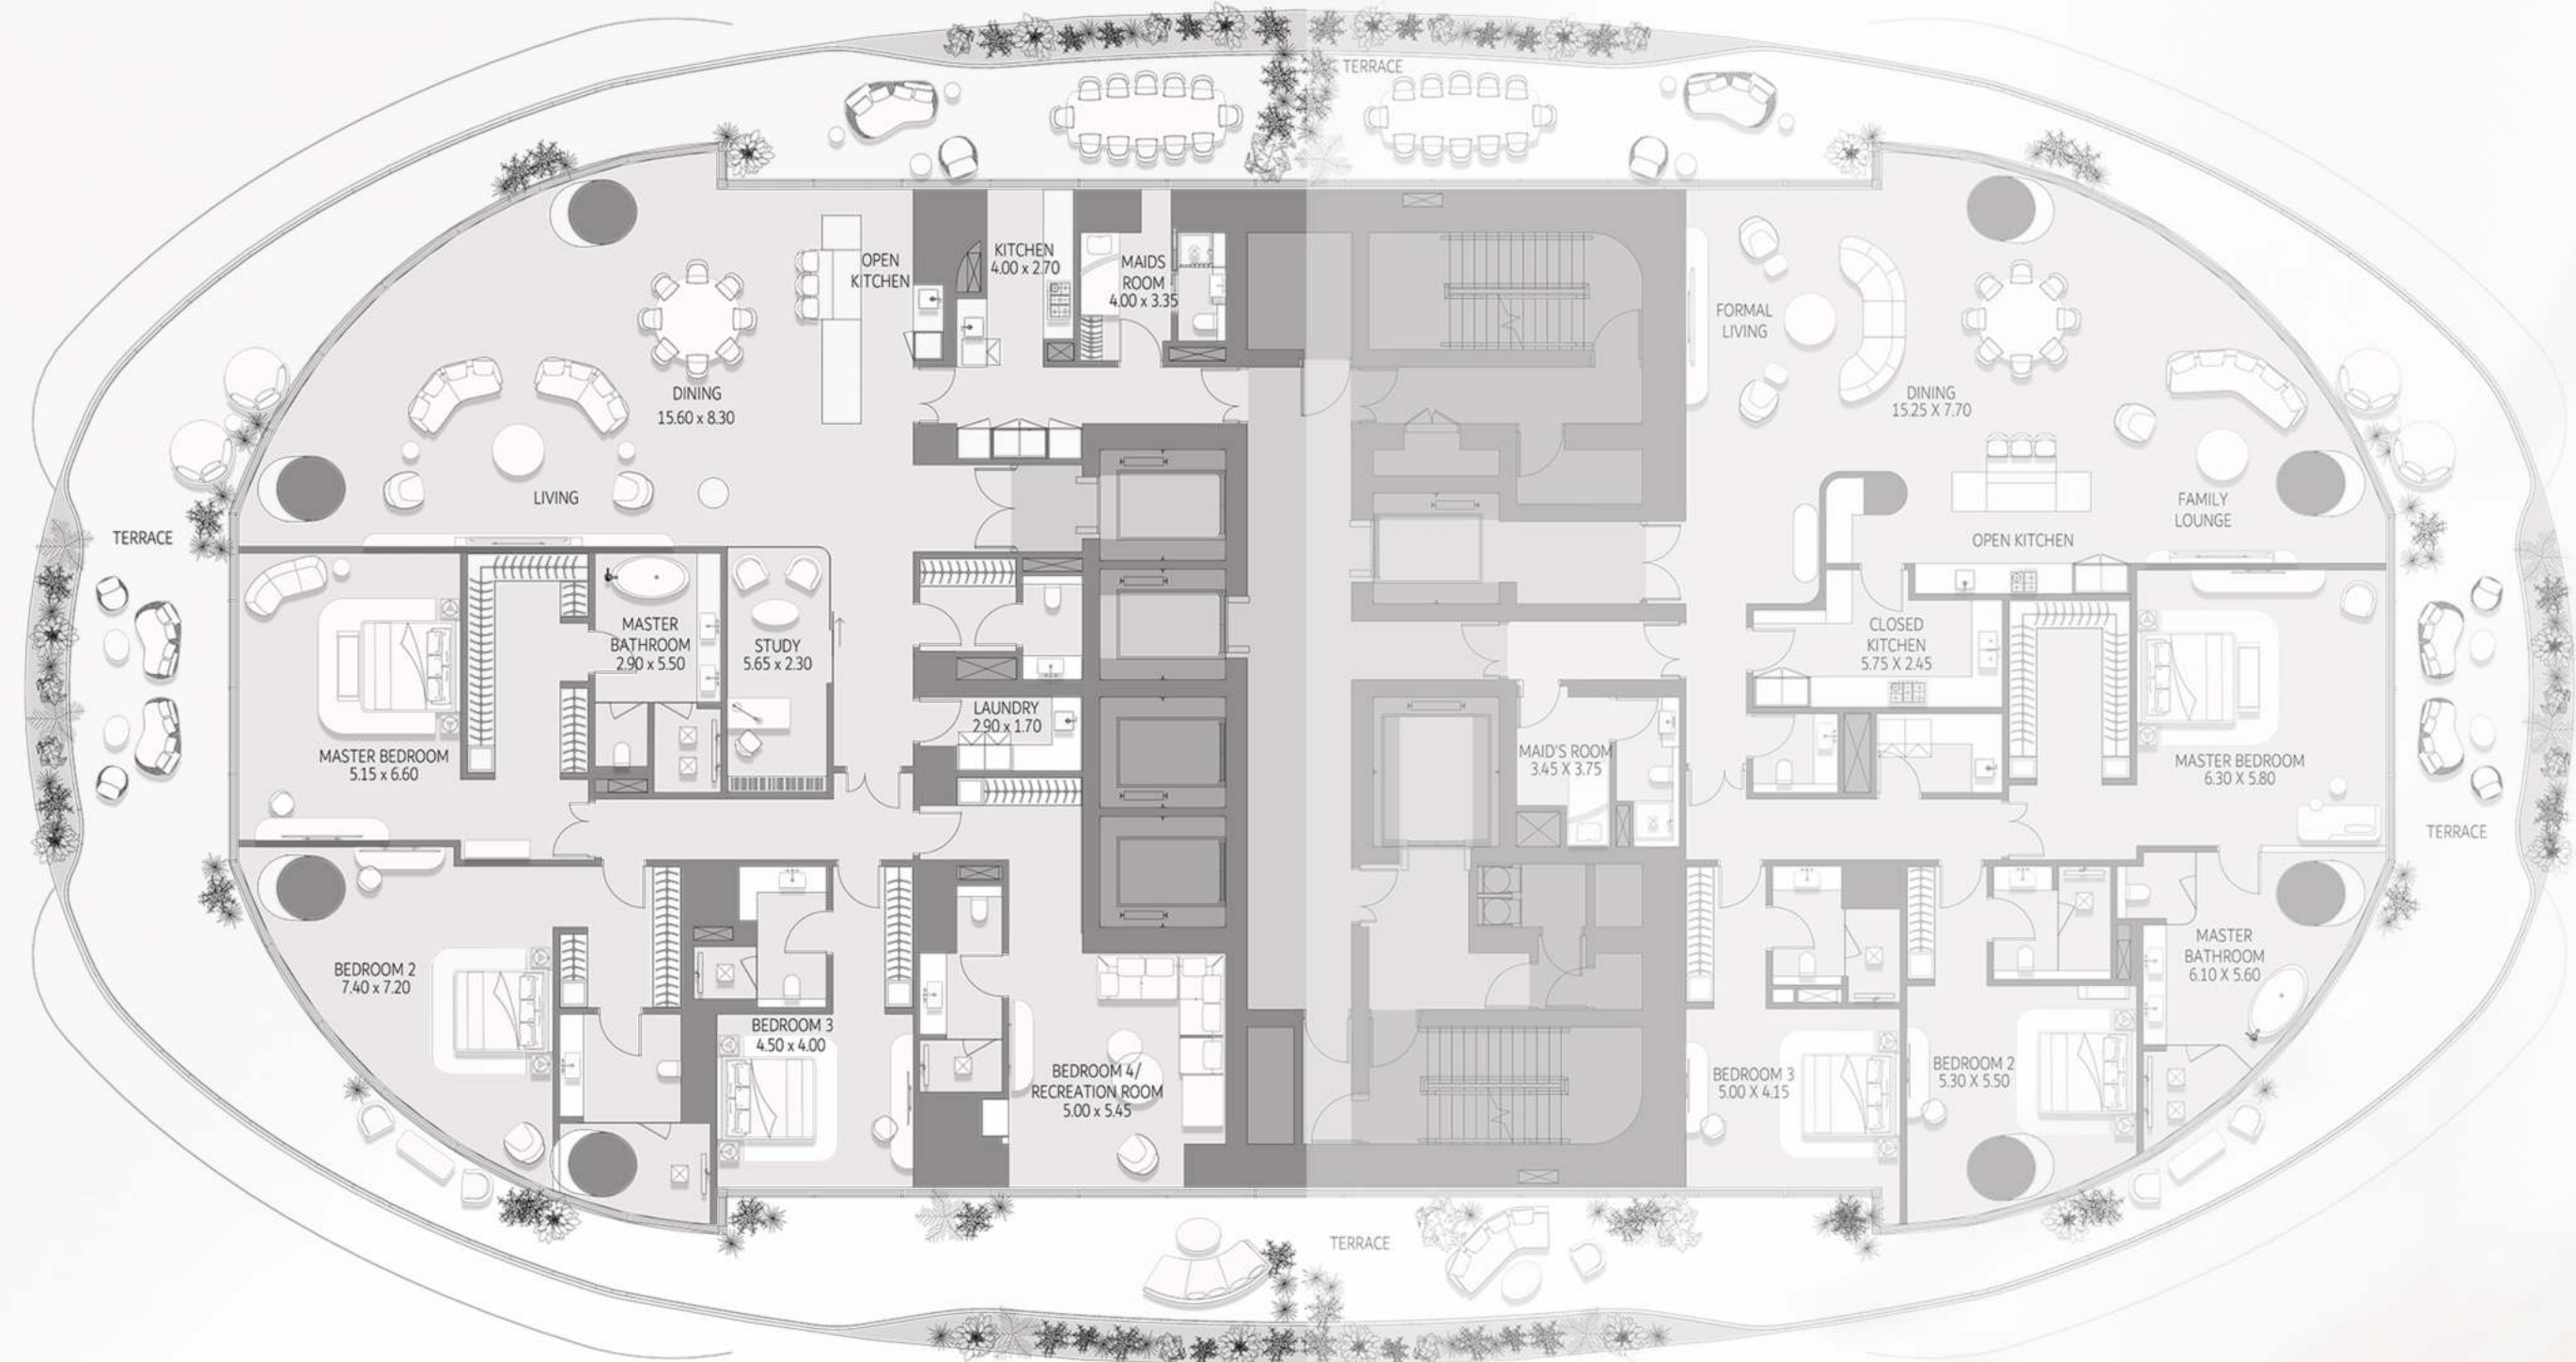 TERRACE
OPEN
KITCHEN
KITCHEN
4.00 x 2.70
MAIDS
ROOM
4.00 x 3.35
DINING
15.60 x 8.30
LIVING
TERRACE
MASTER
BATHROOM
2.90 x 5.50
STUDY
5.65 x 2.30
MASTER BEDROOM
5.15 x 6.60
LAUNDRY
2.90 x 1.70
BEDROOM 2
7.40 x 7.20
BEDROOM 3
4.50 x 4.00
BEDROOM 4/
RECREATION ROOM
5.00 x 5.45
FORMAL
LIVING
DINING
15.25 X 7.70
FAMILY
LOUNGE
OPEN KITCHEN
CLOSED
KITCHEN
5.75 X 2.45
MAID'S ROOM
3.45 X 3.75
MASTER BEDROOM
6.30 X 5.80
TERRACE
MASTER
BATHROOM
6.10 X 5.60
BEDROOM 2
5.30 X 5.50
BEDROOM 3
5.00 X 4.15
TERRACE